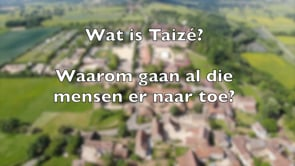 Wat is Taizé?
Waarom gaan al die
mensen er naar toe?